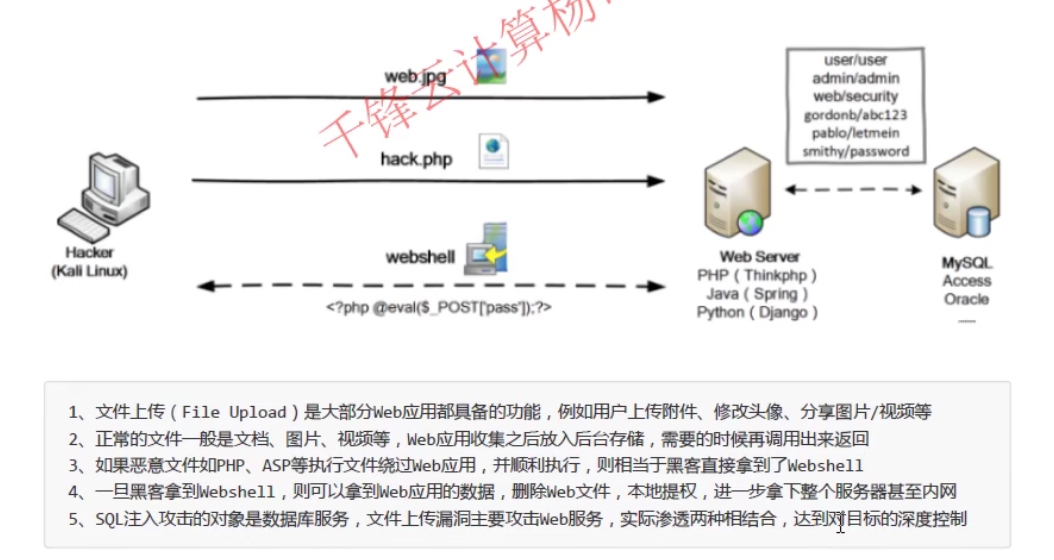 千锋云计算杨
web.jpg
hack.php
webshell
<?php @eval($_POST['pass']);?>
Hacker
(Kali Linux)
user/user
admin/admin
web/security
gordonb/abc123
pablo/letmein
smithy/password
Web Server
PHP（Thinkphp）
Java（Spring）
Python（Django）
MySQL
Access
Oracle
......
1、文件上传（File Upload）是大部分Web应用都具备的功能，例如用户上传附件、修改头像、分享图片/视频等
2、正常的文件一般是文档、图片、视频等，Web应用收集之后放入后台存储，需要的时候再调用出来返回
3、如果恶意文件如PHP、ASP等执行文件绕过Web应用，并顺利执行，则相当于黑客直接拿到了Webshell
4、一旦黑客拿到Webshell，则可以拿到Web应用的数据，删除Web文件，本地提权，进一步拿下整个服务器甚至内网
5、SQL注入攻击的对象是数据库服务，文件上传漏洞主要攻击Web服务，实际渗透两种相结合，达到对目标的深度控制